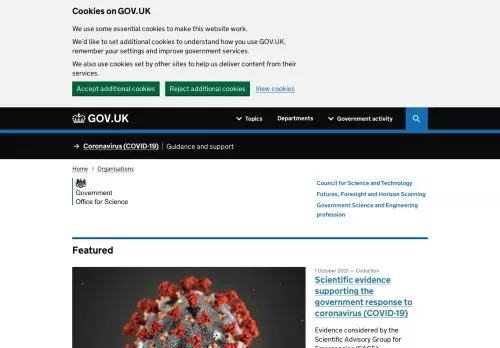 Cookies on GOV.UK
We use some essential cookies to make this website work.
We'd like to set additional cookies to understand how you use GOV.UK,
remember your settings and improve government services.
We also use cookies set by other sites to help us deliver content from their
services.
Accept additional cookies Reject additional cookies View cookies
GOV.UK Topics Departments Government activity
→ Coronavirus (COVID-19) Guidance and support
Home > Organisations
Government
Office for Science
Council for Science and Technology
Futures, Foresight and Horizon Scanning
Government Science and Engineering
profession
Featured
1 October 2021 — Collection
Scientific evidence
supporting the
government response to
coronavirus (COVID-19)
Evidence considered by the
Scientific Advisory Group for